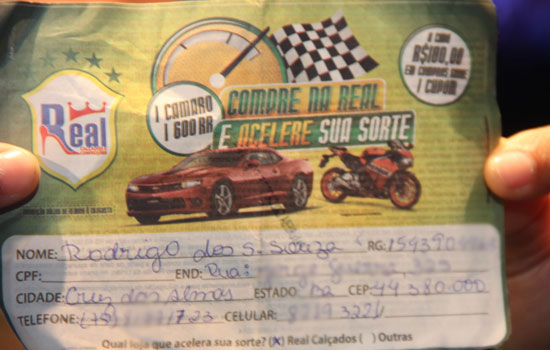 A CADA
R$100,00
EM COMPRAS GANHE
1 CUPOM
Real
1 CAMARO
1 600RR
COMPRE NA REAL
E ACELERE SUA SORTE
NOME: Rodrigo dos S. Souza RG:
CPF: END: Rua:
CIDADE: Cruz das Almas ESTADO: Ba CEP: 44 380.000
TELEFONE: CELULAR:
Qual loja que acelera sua sorte? (X) Real Calçados ( ) Outras